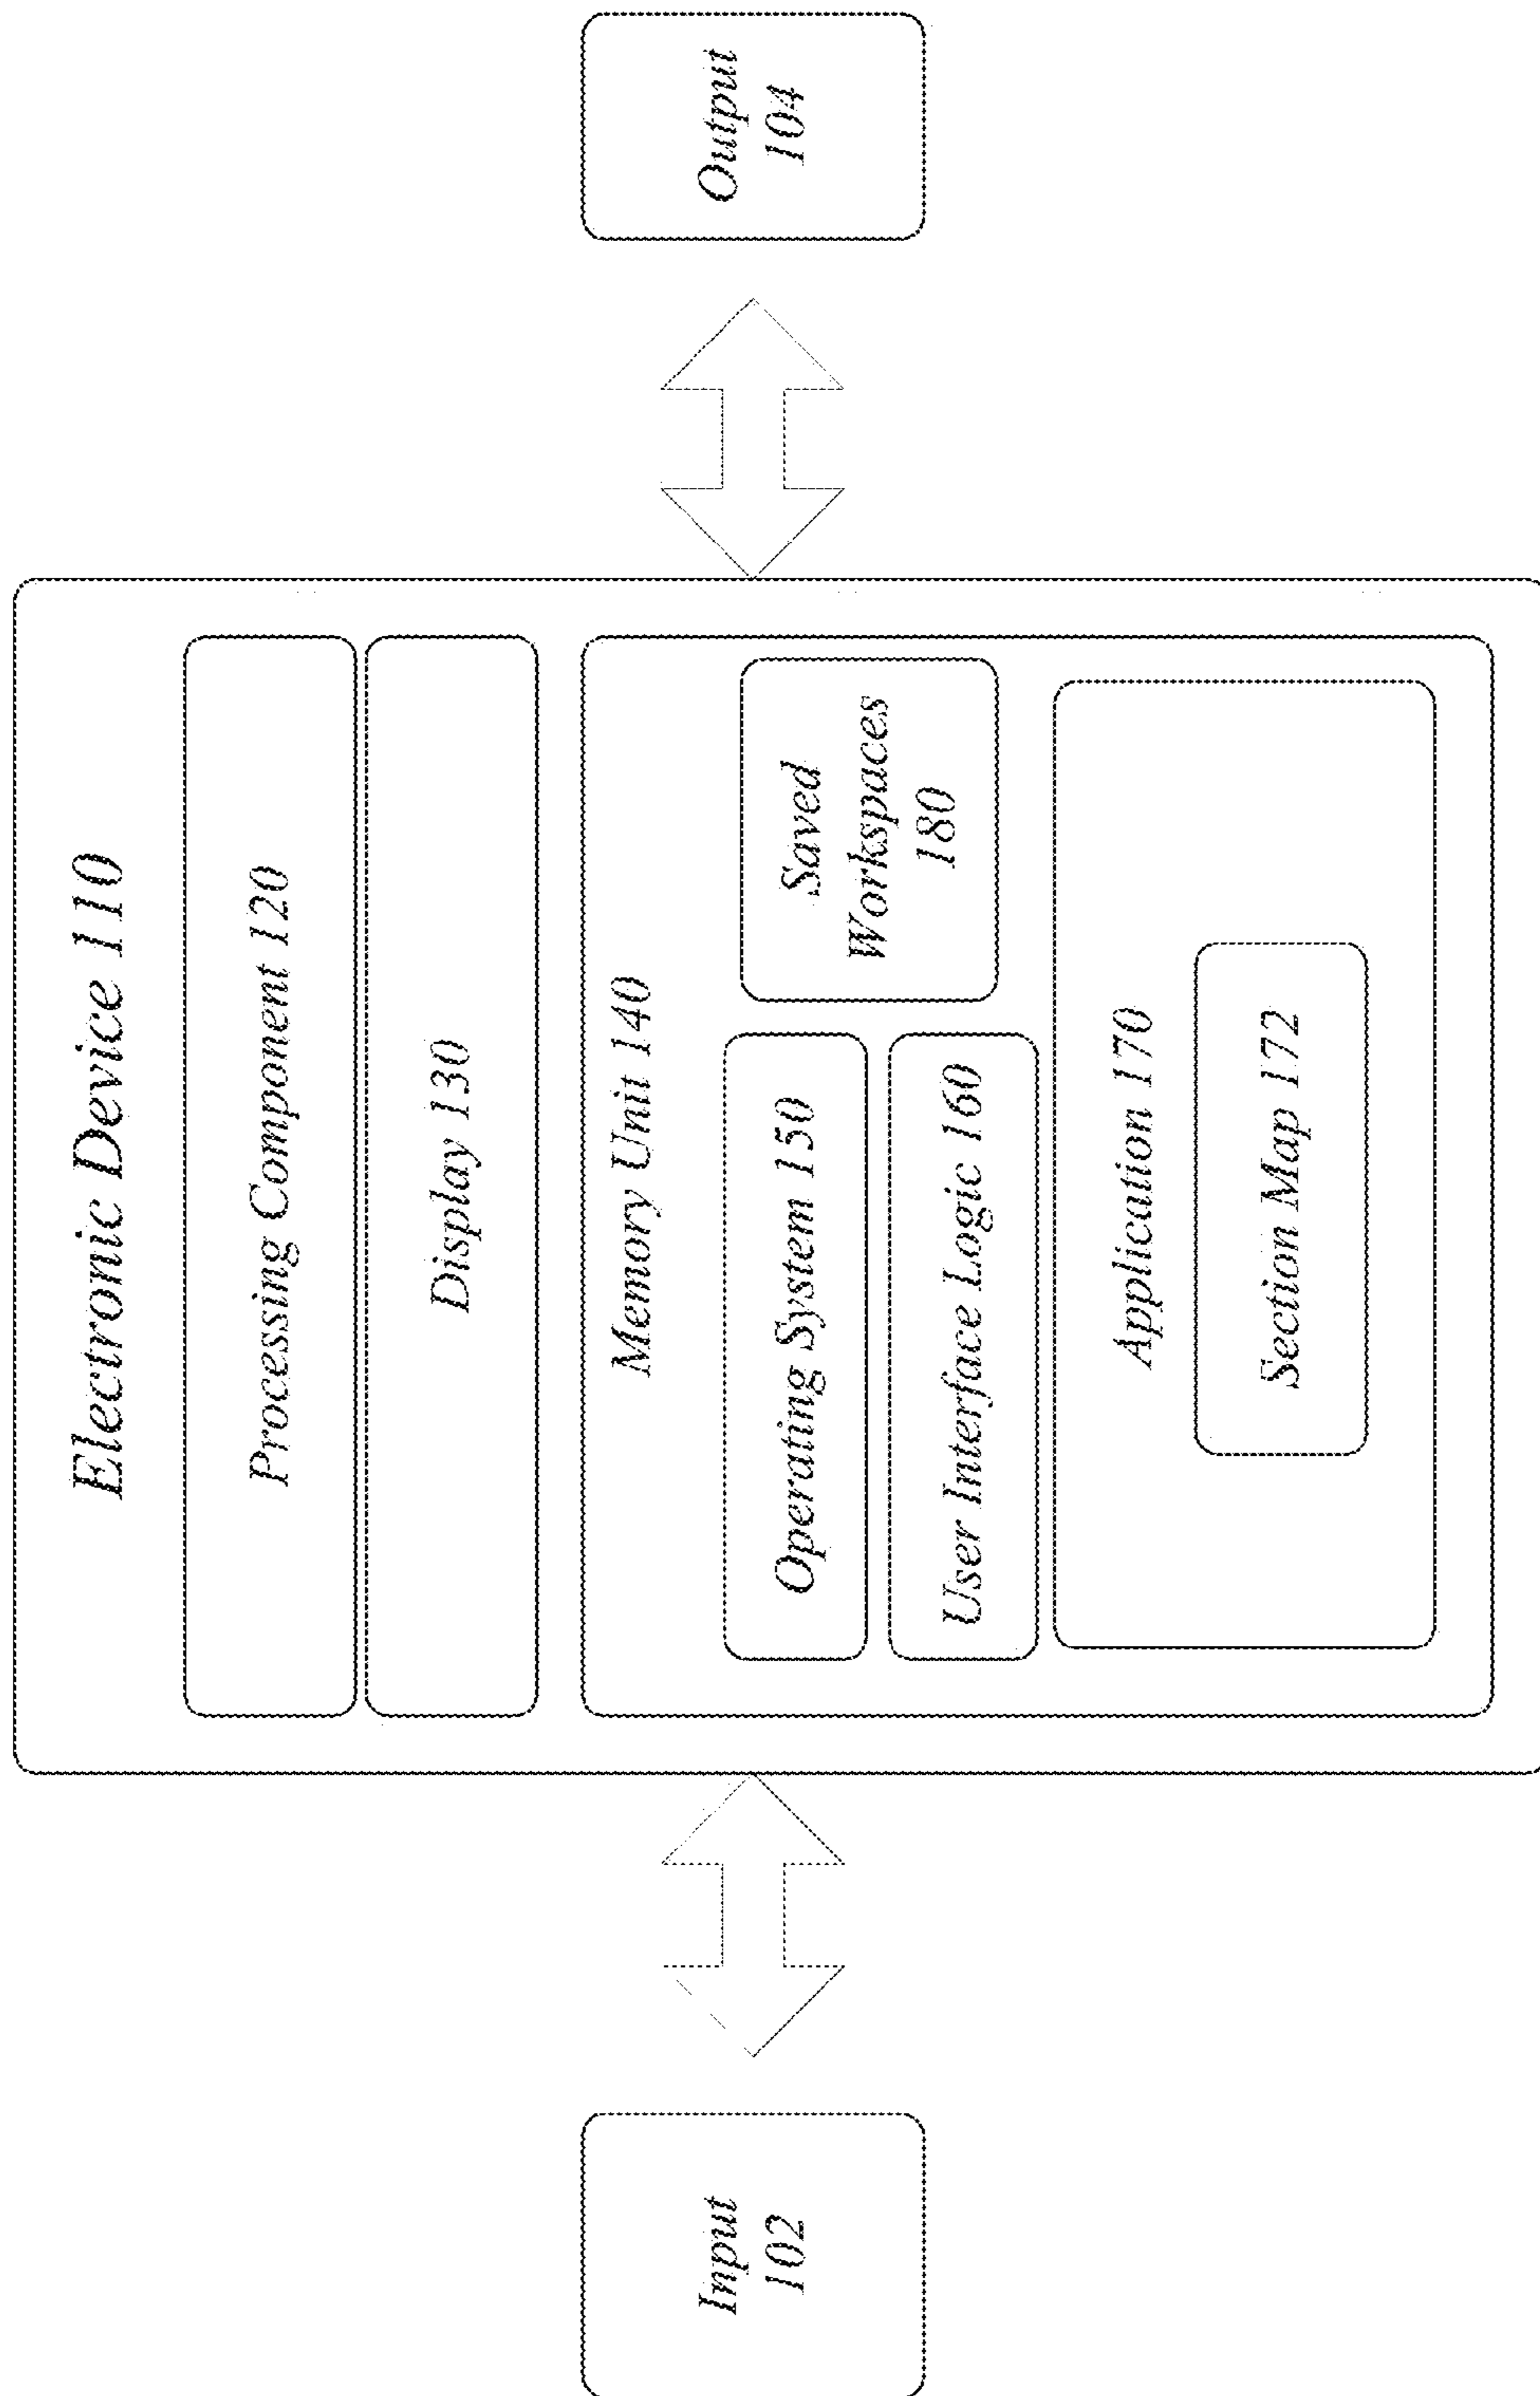 Electronic Device 110
Processing Component 120
Display 130
Memory Unit 140
Operating System 150
User Interface Logic 160
Saved
Workspaces
180
Application 170
Section Map 172
Input
102
Output
104